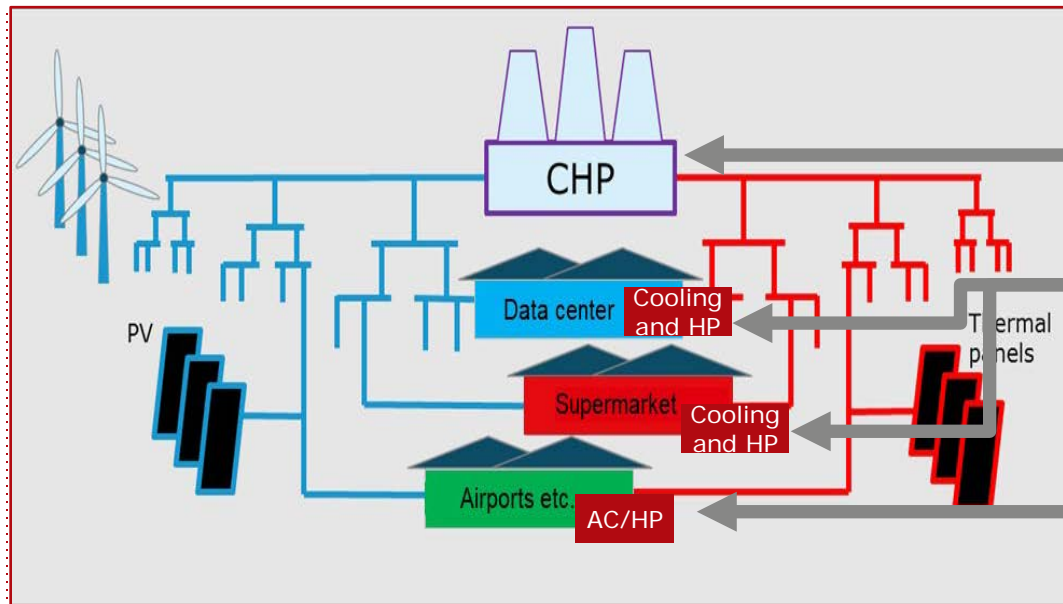 CHP
Data center
Cooling
and HP
PV
Thermal
panels
Supermarket
Cooling
and HP
Airports etc.
AC/HP